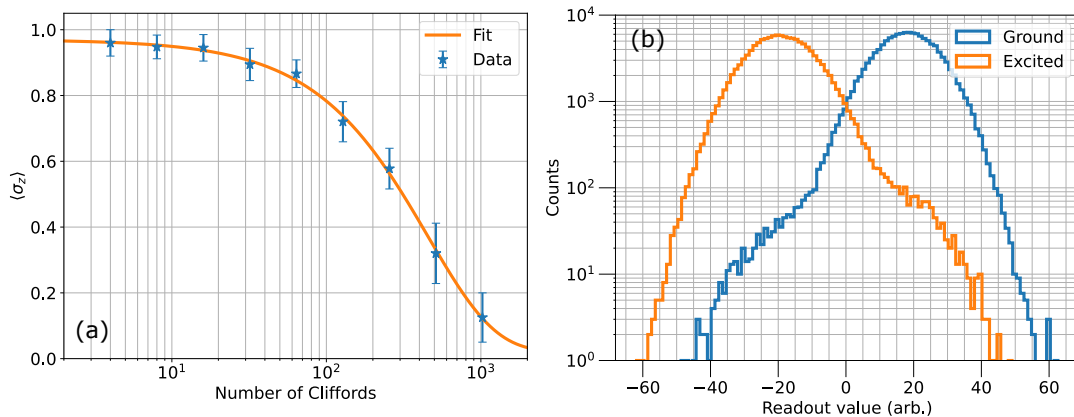 1.0
0.8
0.6
0.4
0.2
0.0
⟨σz⟩
Fit
Data
(a)
10¹
10²
10³
Number of Cliffords
(b)
Ground
Excited
10⁴
10³
10²
10¹
10⁰
Counts
−60
−40
−20
0
20
40
60
Readout value (arb.)